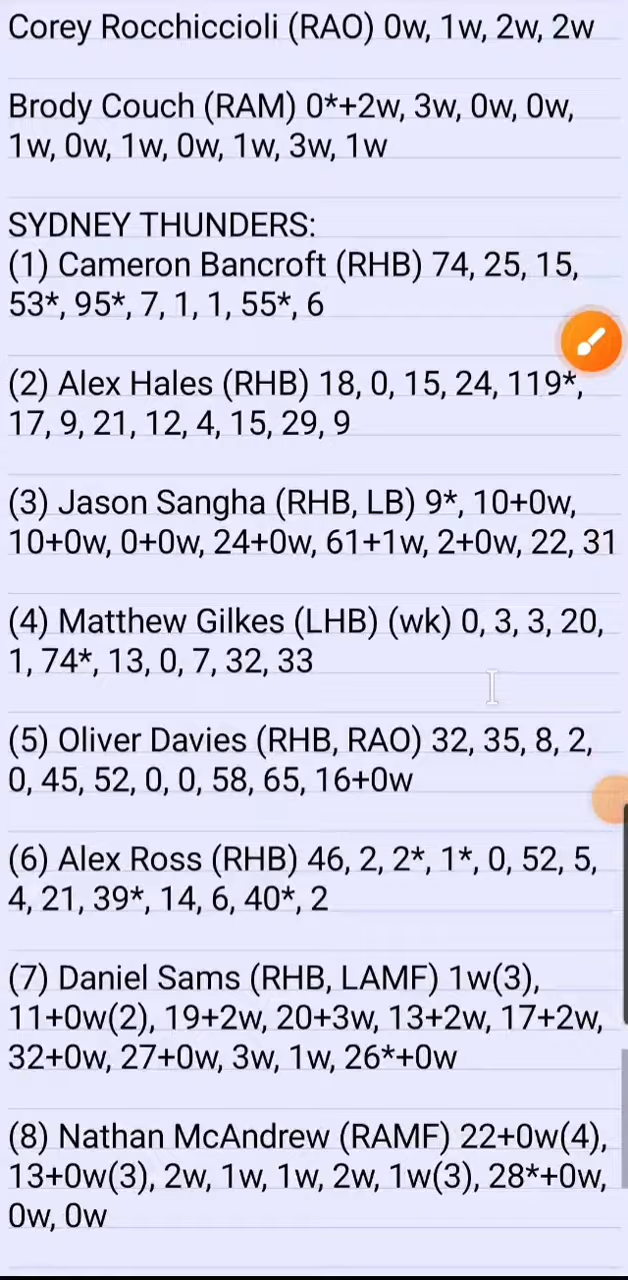 Corey Rocchiccioli (RAO) 0w, 1w, 2w, 2w
Brody Couch (RAM) 0*+2w, 3w, 0w, 0w,
1w, 0w, 1w, 0w, 1w, 3w, 1w
SYDNEY THUNDERS:
(1) Cameron Bancroft (RHB) 74, 25, 15,
53*, 95*, 7, 1, 1, 55*, 6
(2) Alex Hales (RHB) 18, 0, 15, 24, 119*,
17, 9, 21, 12, 4, 15, 29, 9
(3) Jason Sangha (RHB, LB) 9*, 10+0w,
10+0w, 0+0w, 24+0w, 61+1w, 2+0w, 22, 31
(4) Matthew Gilkes (LHB) (wk) 0, 3, 3, 20,
1, 74*, 13, 0, 7, 32, 33
(5) Oliver Davies (RHB, RAO) 32, 35, 8, 2,
0, 45, 52, 0, 0, 58, 65, 16+0w
(6) Alex Ross (RHB) 46, 2, 2*, 1*, 0, 52, 5,
4, 21, 39*, 14, 6, 40*, 2
(7) Daniel Sams (RHB, LAMF) 1w(3),
11+0w(2), 19+2w, 20+3w, 13+2w, 17+2w,
32+0w, 27+0w, 3w, 1w, 26*+0w
(8) Nathan McAndrew (RAMF) 22+0w(4),
13+0w(3), 2w, 1w, 1w, 2w, 1w(3), 28*+0w,
0w, 0w